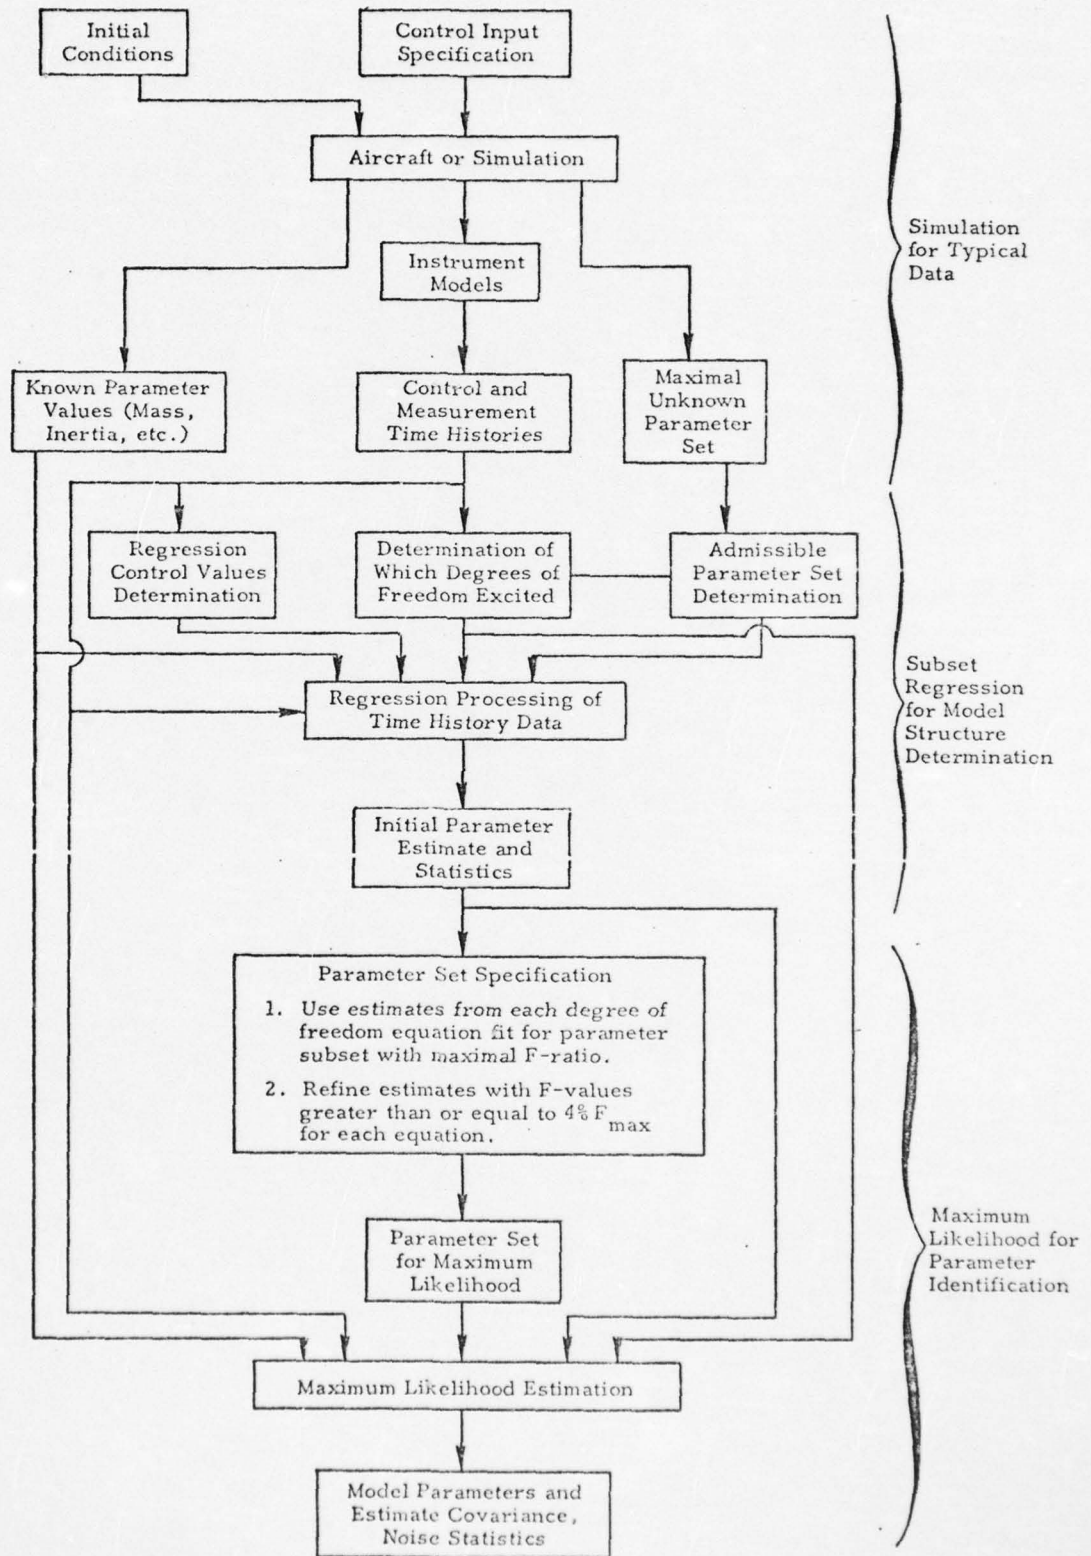 Initial
Conditions
Control Input
Specification
Aircraft or Simulation
Instrument
Models
Simulation
for Typical
Data
Known Parameter
Values (Mass,
Inertia, etc.)
Control and
Measurement
Time Histories
Maximal
Unknown
Parameter
Set
Regression
Control Values
Determination
Determination of
Which Degrees of
Freedom Excited
Admissible
Parameter Set
Determination
Regression Processing of
Time History Data
Subset
Regression
for Model
Structure
Determination
Initial Parameter
Estimate and
Statistics
Parameter Set Specification
1. Use estimates from each degree of
freedom equation fit for parameter
subset with maximal F-ratio.
2. Refine estimates with F-values
greater than or equal to 4% F max
for each equation.
Parameter Set
for Maximum
Likelihood
Maximum
Likelihood for
Parameter
Identification
Maximum Likelihood Estimation
Model Parameters and
Estimate Covariance,
Noise Statistics